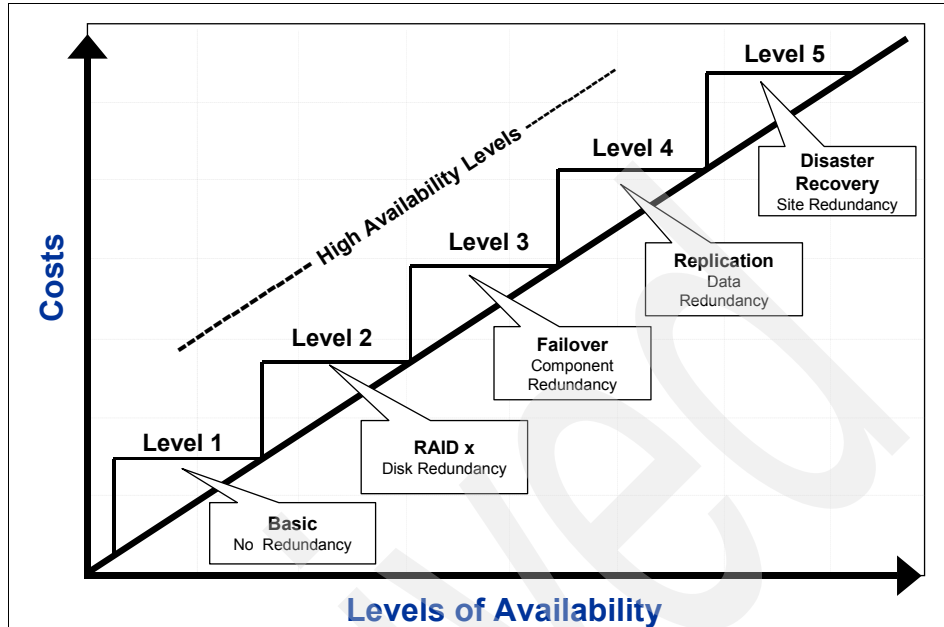 Level 5
High Availability Levels
Level 4
Disaster
Recovery
Site Redundancy
Level 3
Replication
Data
Redundancy
Level 2
Failover
Component
Redundancy
Level 1
RAID x
Disk Redundancy
Basic
No Redundancy
Costs
Levels of Availability